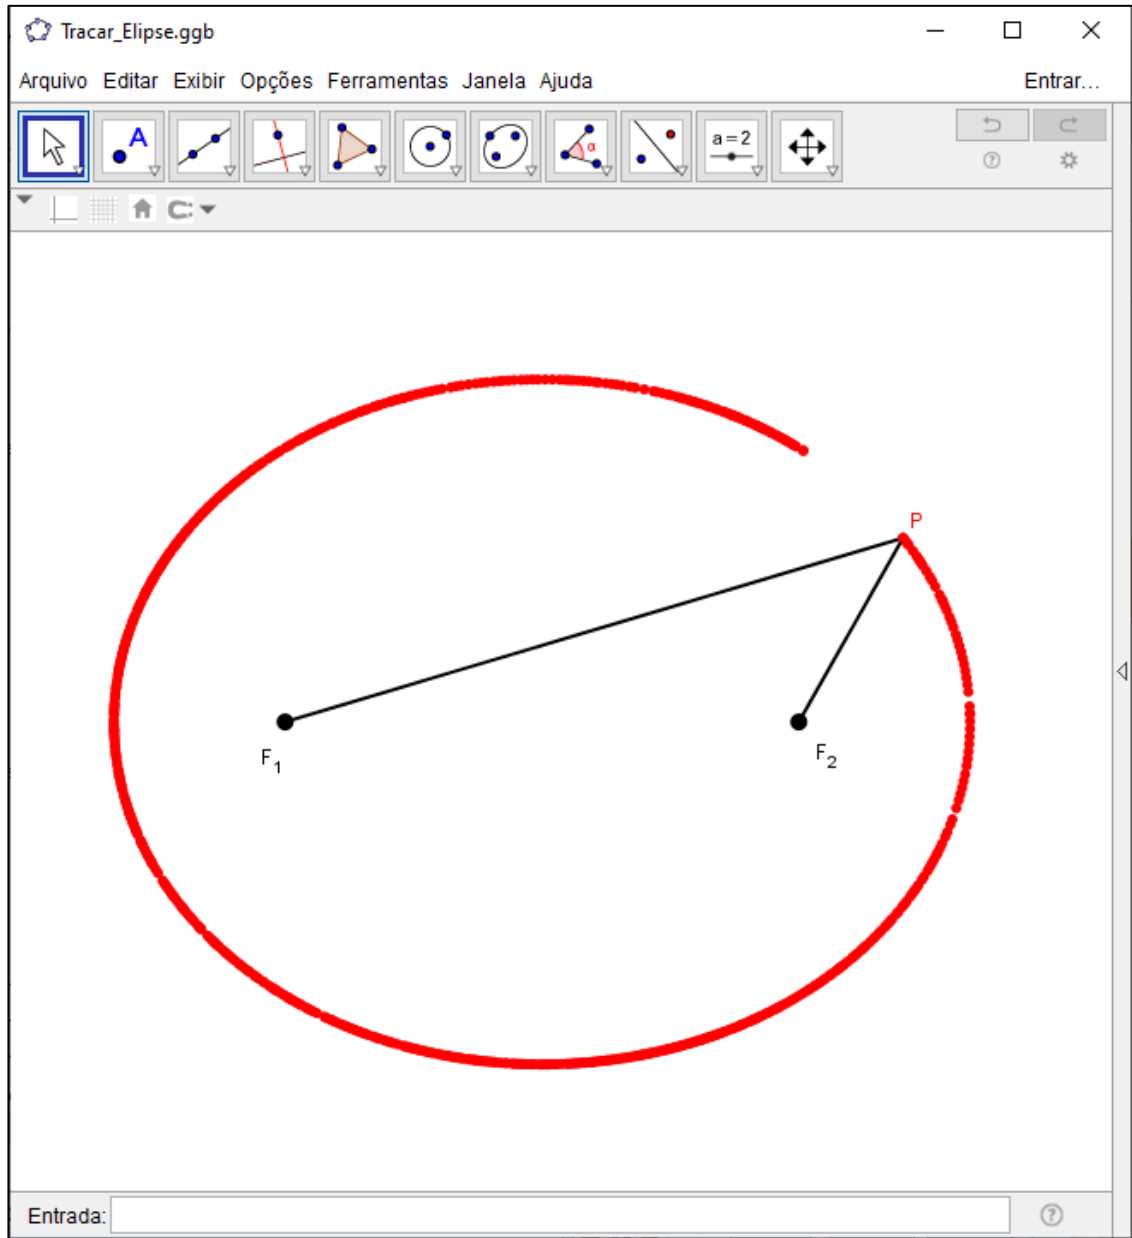 Tracar_Elipse.ggb
Arquivo Editar Exibir Opções Ferramentas Janela Ajuda Entrar...
A α a=2
P
F1 F2
Entrada: